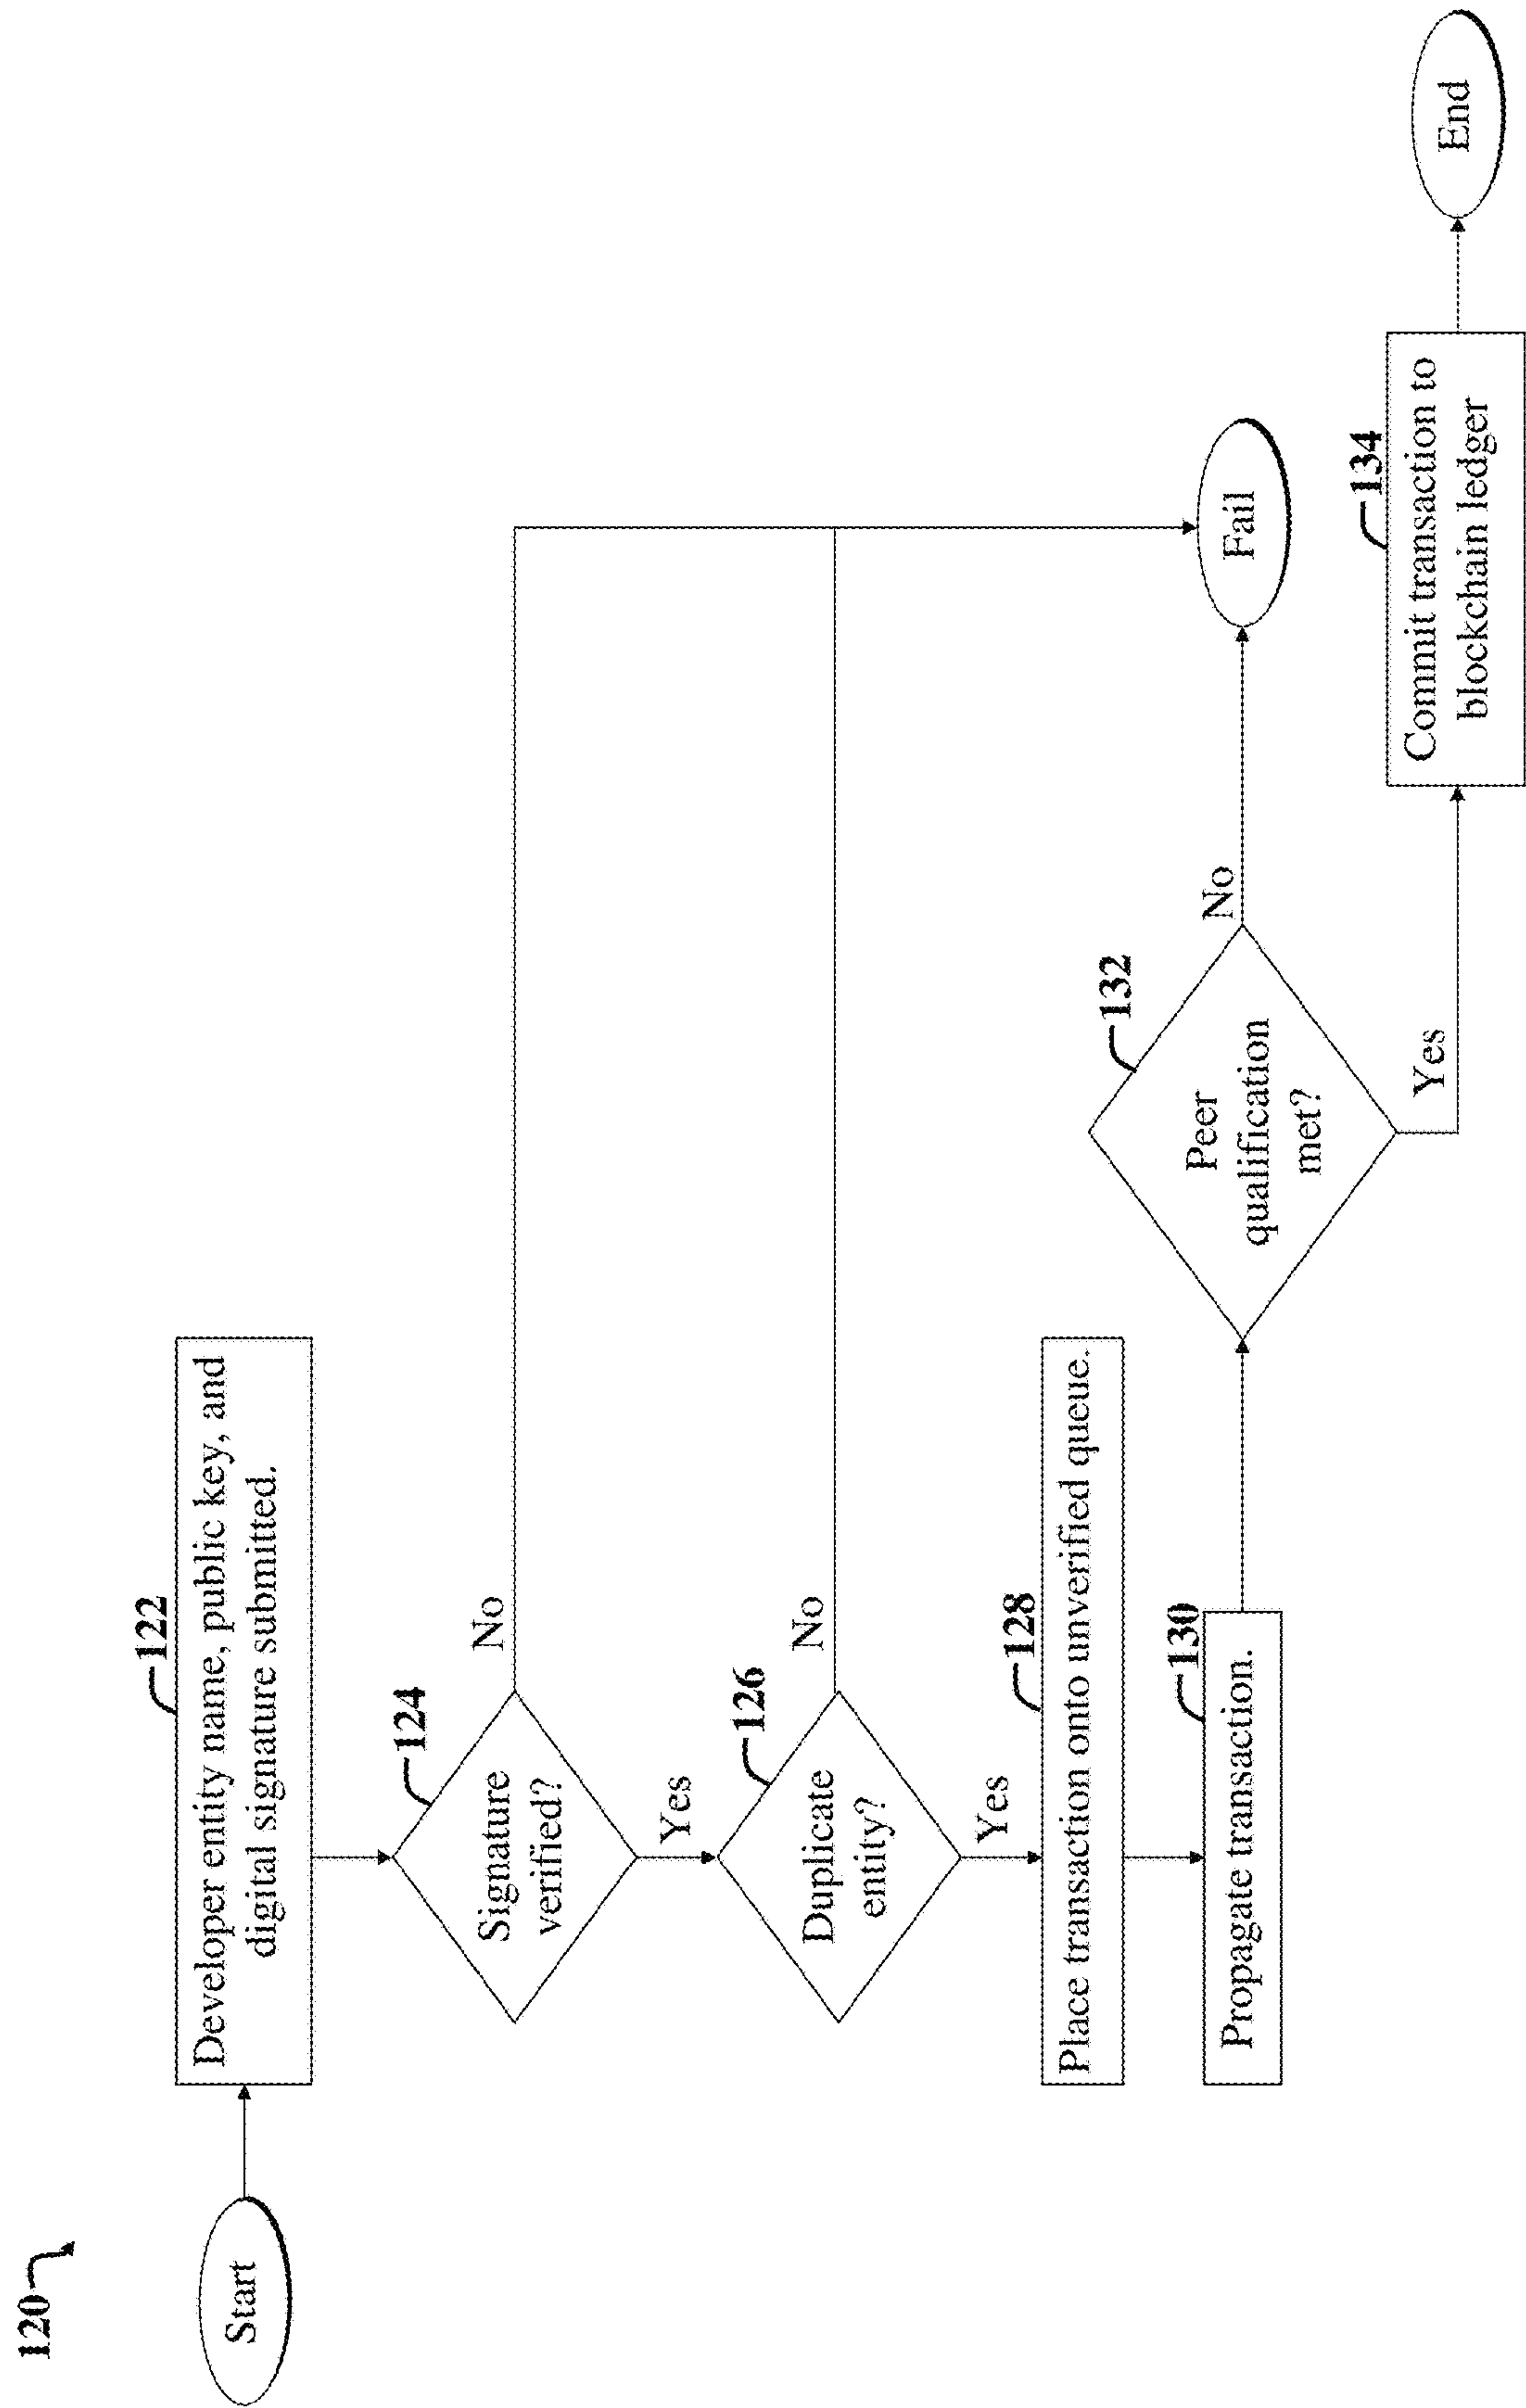 120
Start
122
Developer entity name, public key, and
digital signature submitted.
124
Signature
verified?
No
Yes
126
Duplicate
entity?
No
Yes
128
Place transaction onto unverified queue.
130
Propagate transaction.
132
Peer
qualification
met?
No
Fail
Yes
134
Commit transaction to
blockchain ledger
End